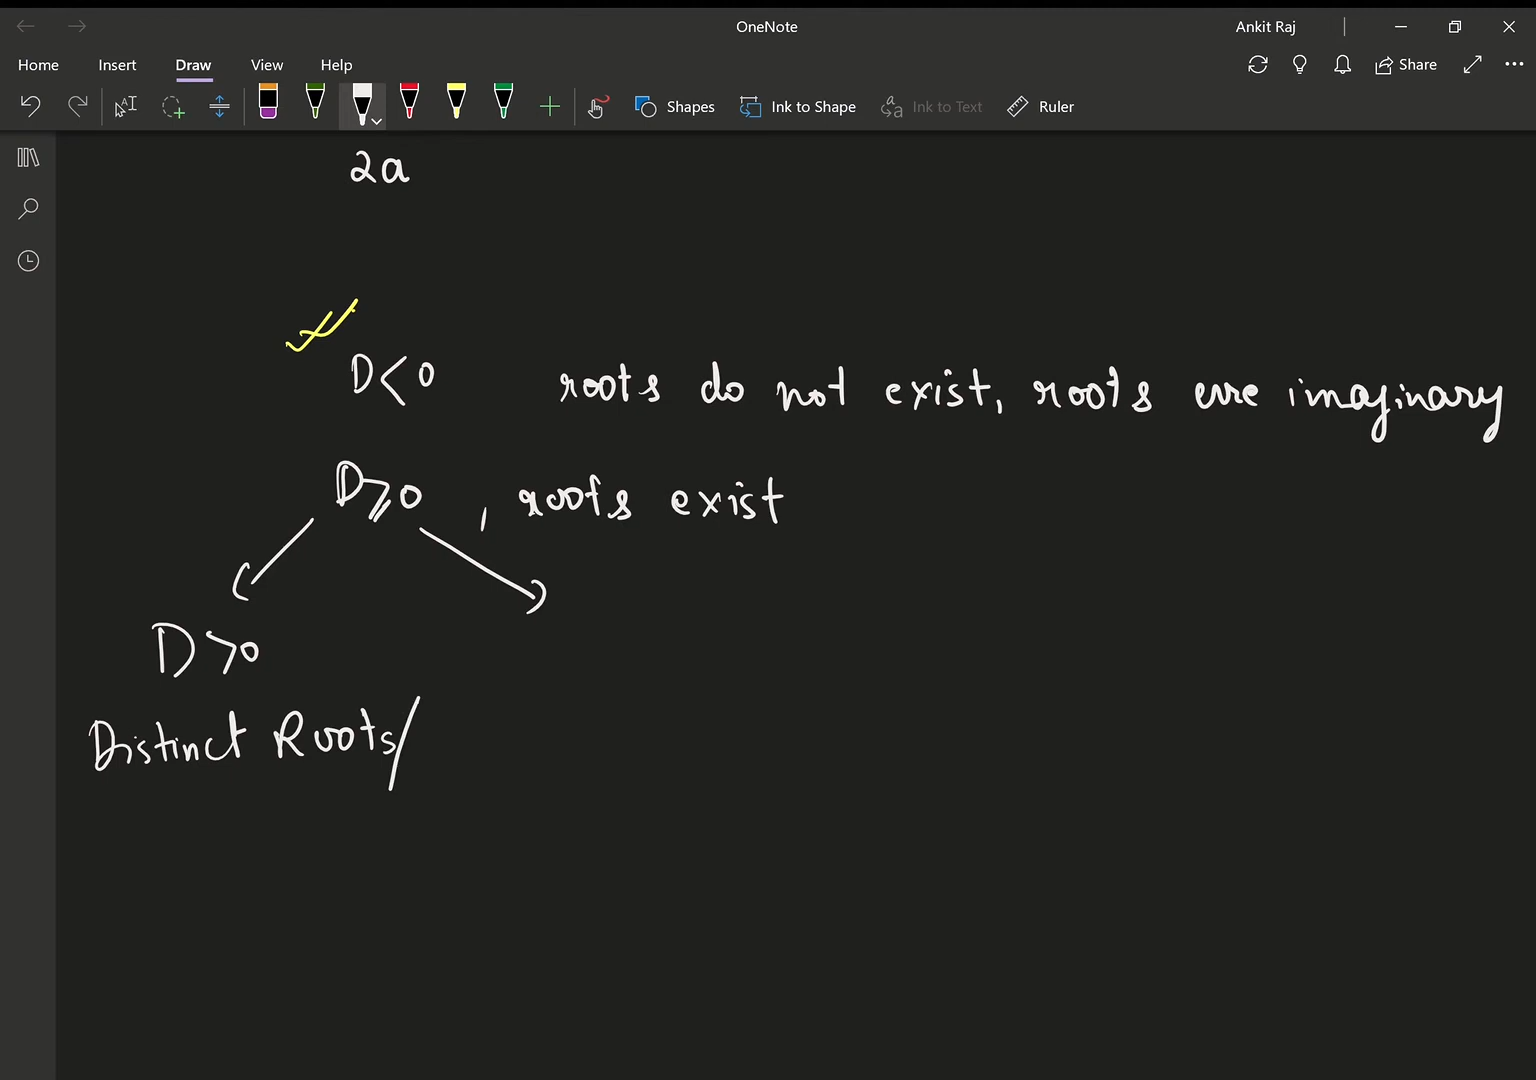 OneNote
Ankit Raj
Home Insert Draw View Help
Share
Shapes
Ink to Shape
Ink to Text
Ruler
2a
D<0 roots do not exist, roots are imaginary
D⩾0, roots exist
D>0
Distinct Roots/